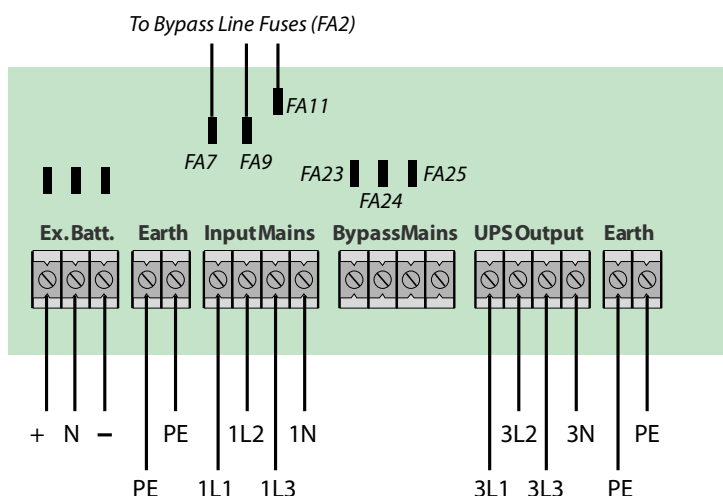 To Bypass Line Fuses (FA2)
FA11
FA7 FA9
FA23 FA25
FA24
Ex. Batt. Earth Input Mains Bypass Mains UPS Output Earth
+ N – PE 1L2 1N 3L2 3N PE
PE 1L1 1L3 3L1 3L3 PE